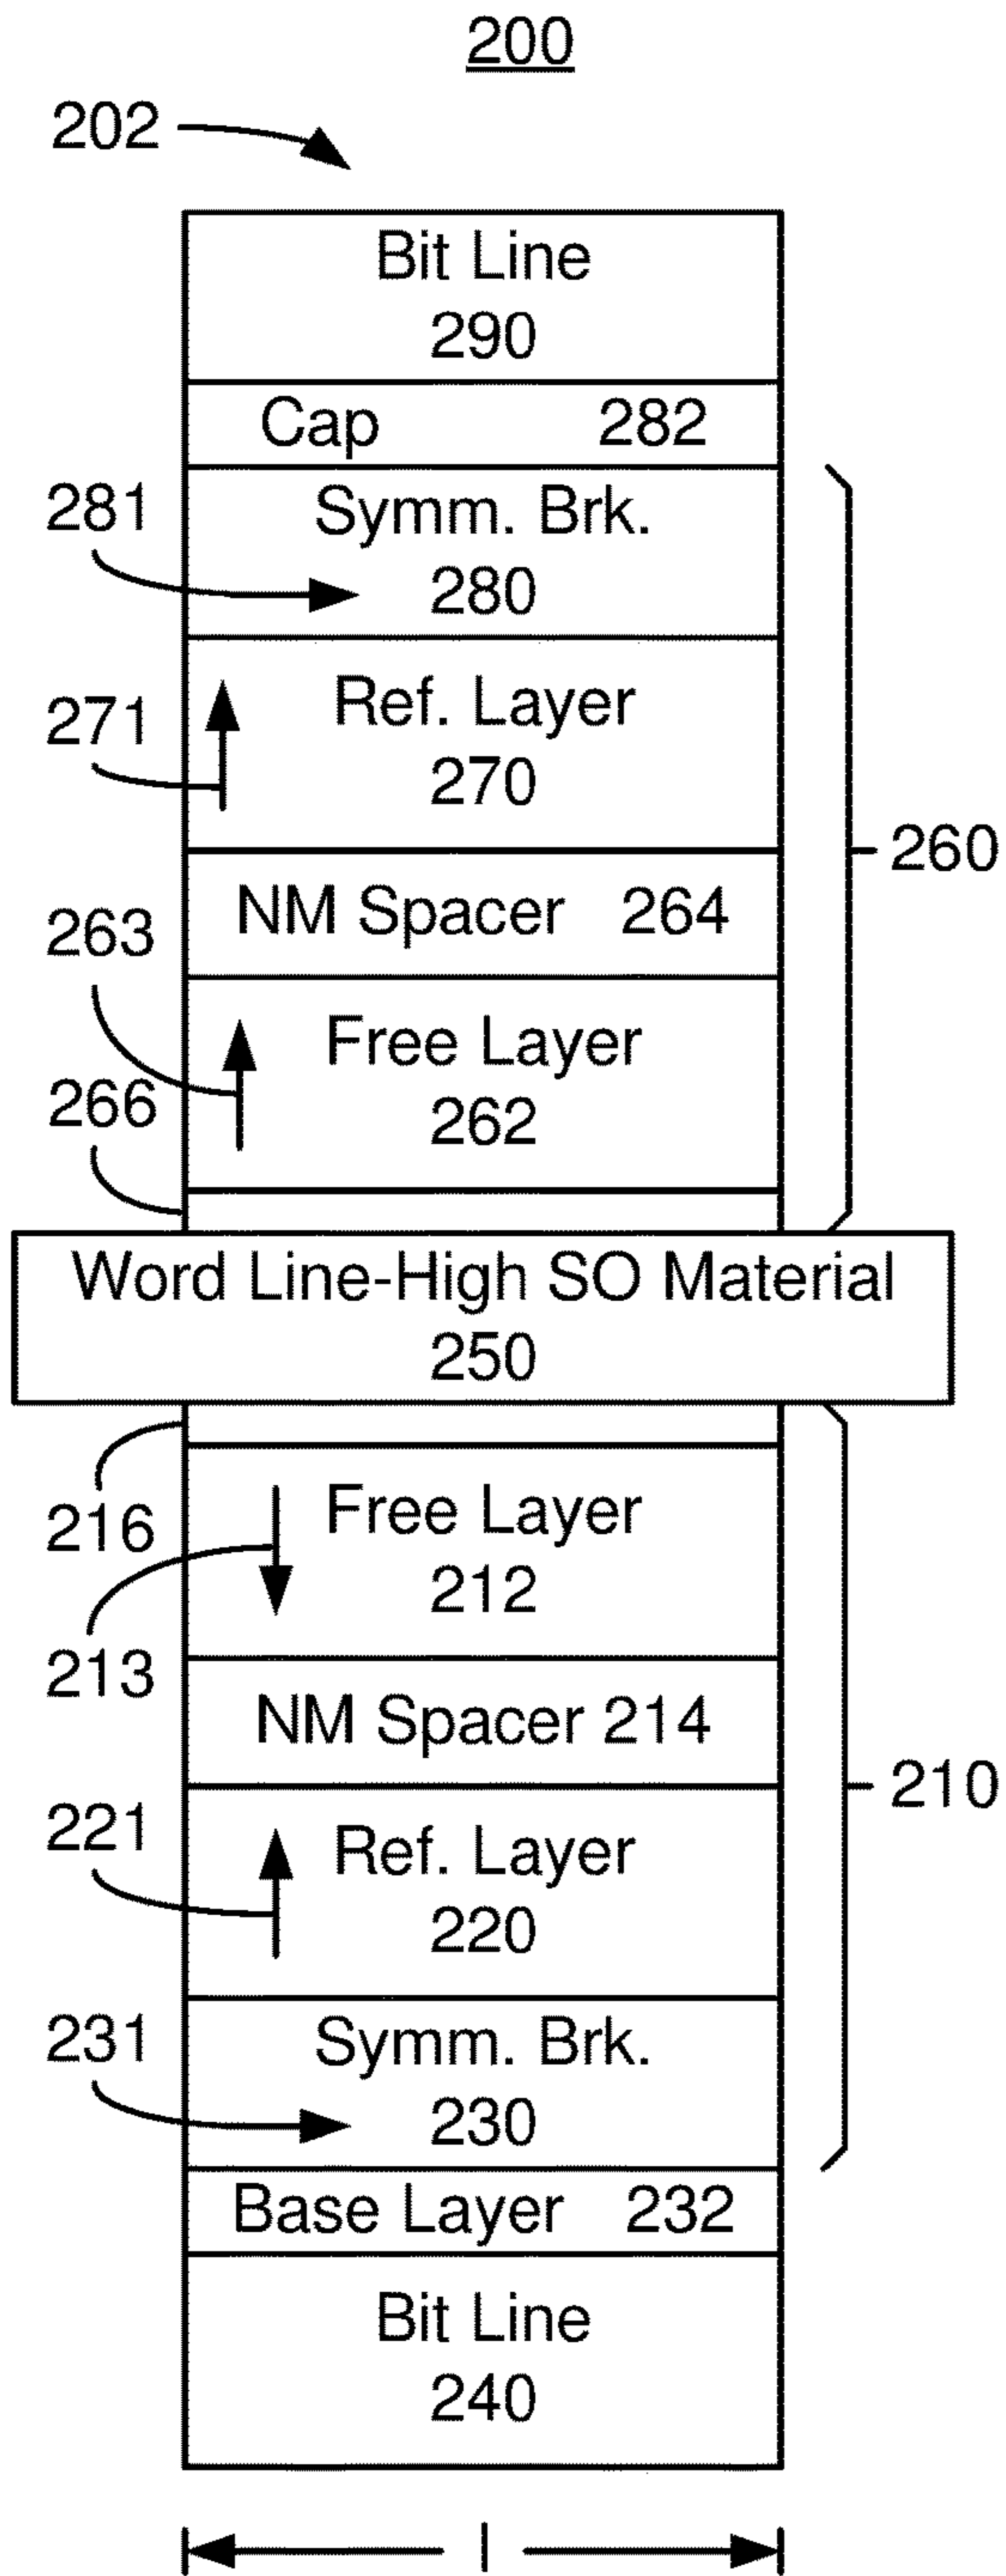 200
202
Bit Line
290
Cap 282
281
Symm. Brk.
280
271
Ref. Layer
270
260
263
NM Spacer 264
266
Free Layer
262
Word Line-High SO Material
250
216
Free Layer
212
213
NM Spacer 214
210
221
Ref. Layer
220
231
Symm. Brk.
230
Base Layer 232
Bit Line
240
l